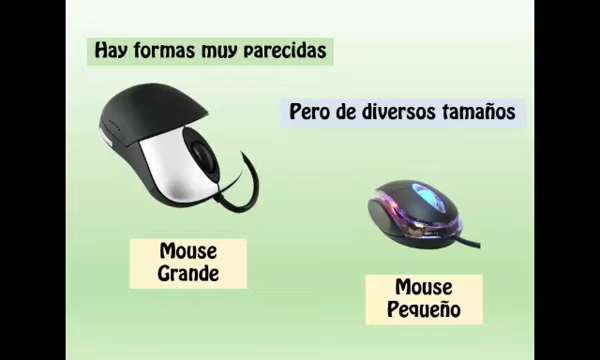 Hay formas muy parecidas
Pero de diversos tamaños
Mouse
Grande
Mouse
Pequeño